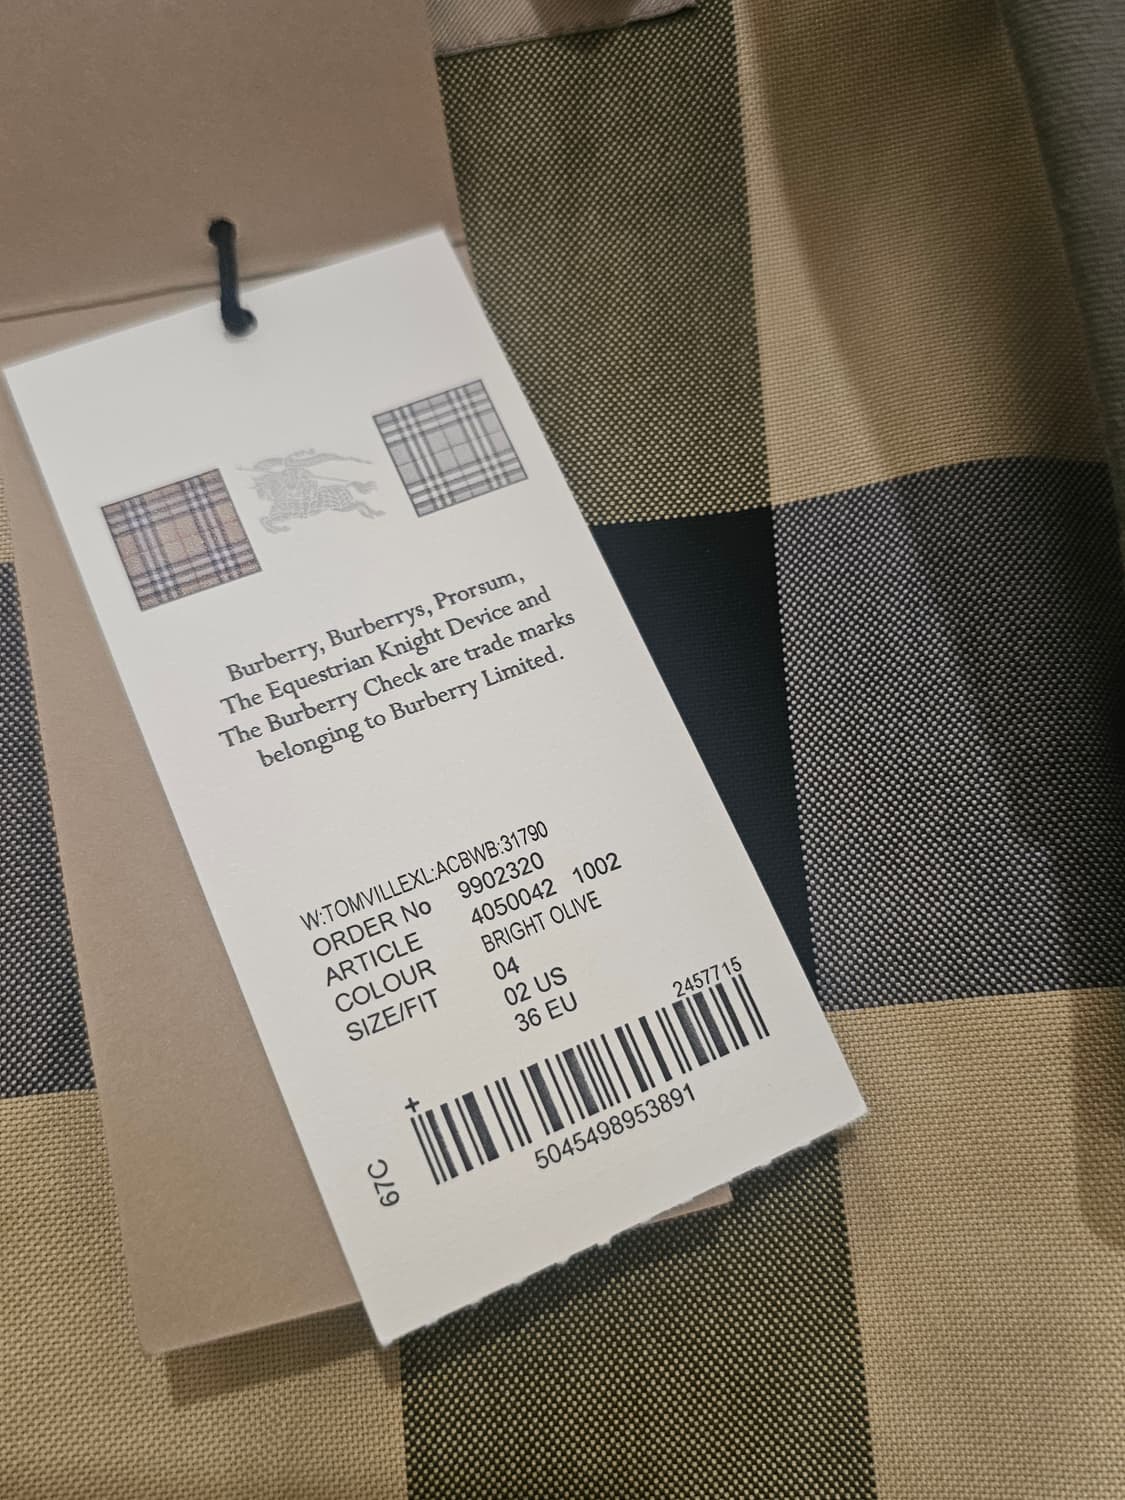 Burberry, Burberrys, Prorsum,
The Equestrian Knight Device and
The Burberry Check are trade marks
belonging to Burberry Limited.
W:TOMVILLEXL:ACBWB:31790
ORDER No 9902320
ARTICLE 4050042 1002
COLOUR BRIGHT OLIVE
SIZE/FIT 04
02 US
36 EU
2457715
+
5045498953891
67C